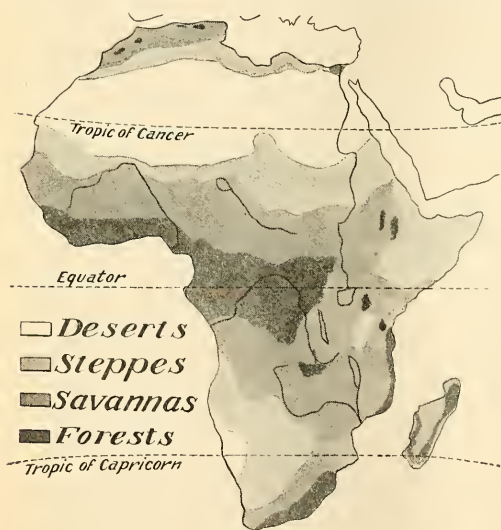 Tropic of Cancer
Equator
Deserts
Steppes
Savannas
Forests
Tropic of Capricorn